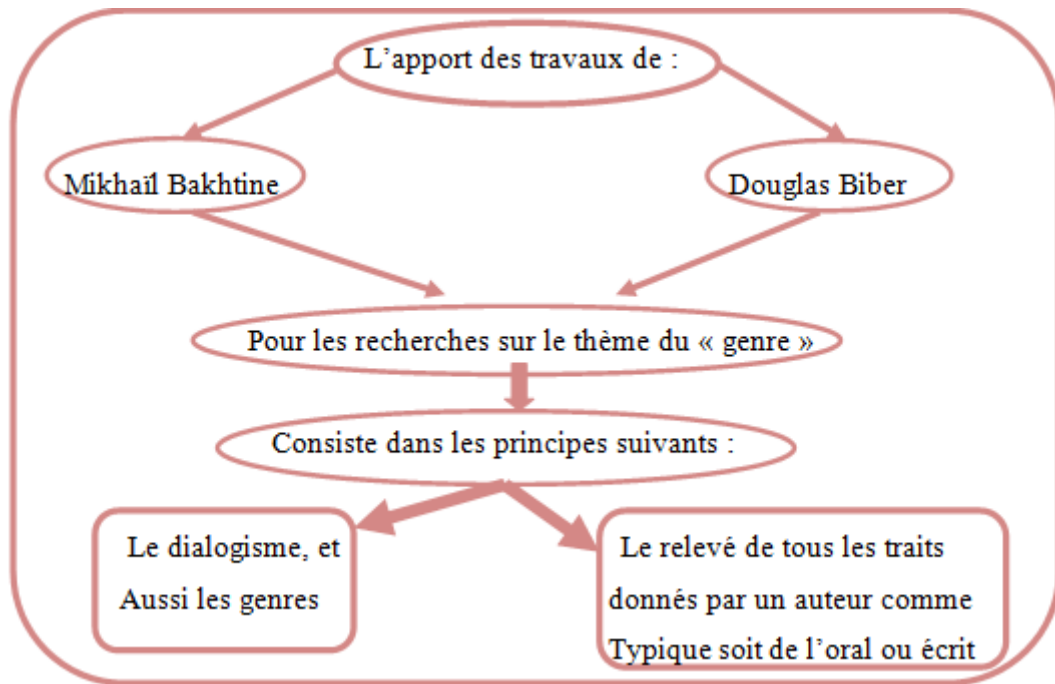 L’apport des travaux de :
Mikhaïl Bakhtine
Douglas Biber
Pour les recherches sur le thème du « genre »
Consiste dans les principes suivants :
Le dialogisme, et
Aussi les genres
Le relevé de tous les traits
donnés par un auteur comme
Typique soit de l’oral ou écrit